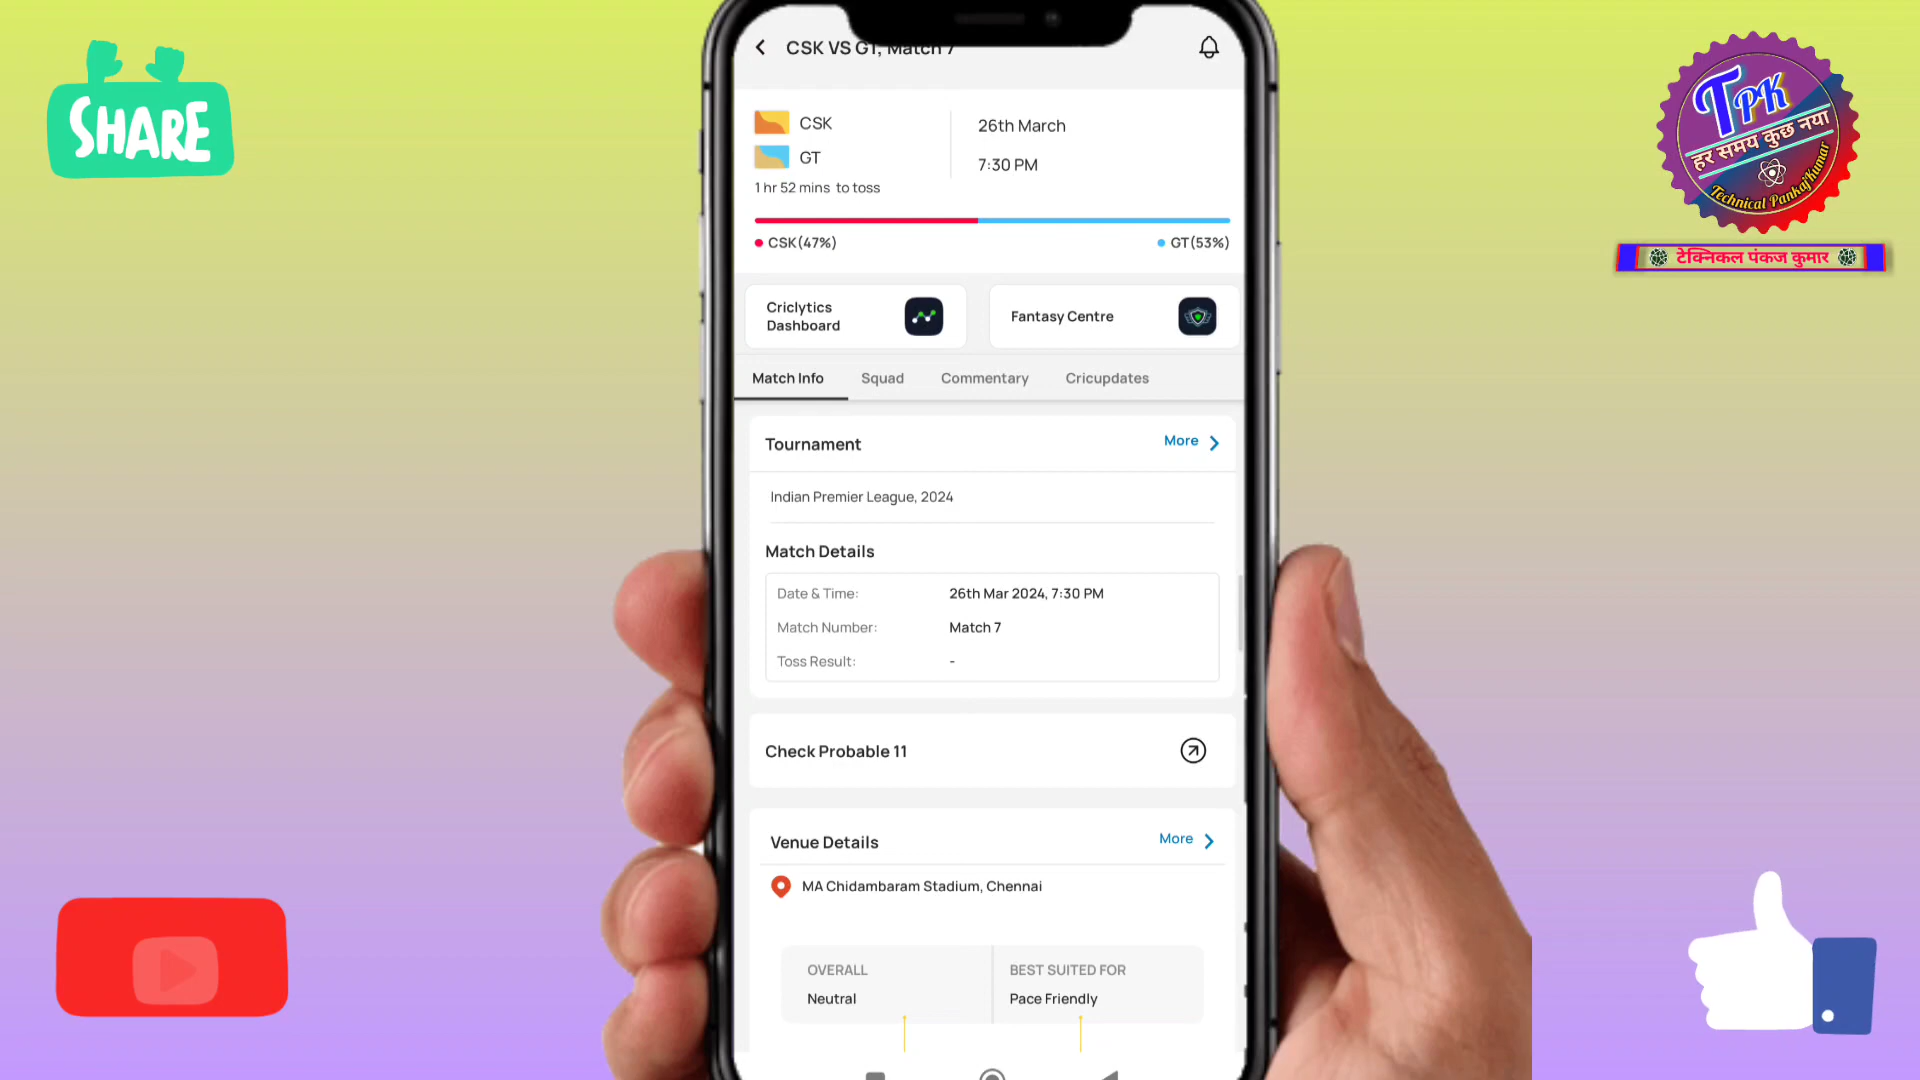 SHARE
CSK VS GT, Match 7
CSK
GT
1 hr 52 mins to toss
26th March
7:30 PM
CSK(47%)
GT(53%)
Criclytics
Dashboard
Fantasy Centre
Match Info
Squad
Commentary
Cricupdates
Tournament
More
Indian Premier League, 2024
Match Details
Date & Time:
26th Mar 2024, 7:30 PM
Match Number:
Match 7
Toss Result:
-
Check Probable 11
Venue Details
More
MA Chidambaram Stadium, Chennai
OVERALL
Neutral
BEST SUITED FOR
Pace Friendly
TPK
हर समय कुछ नया
Technical Pankaj Kumar
टेक्निकल पंकज कुमार